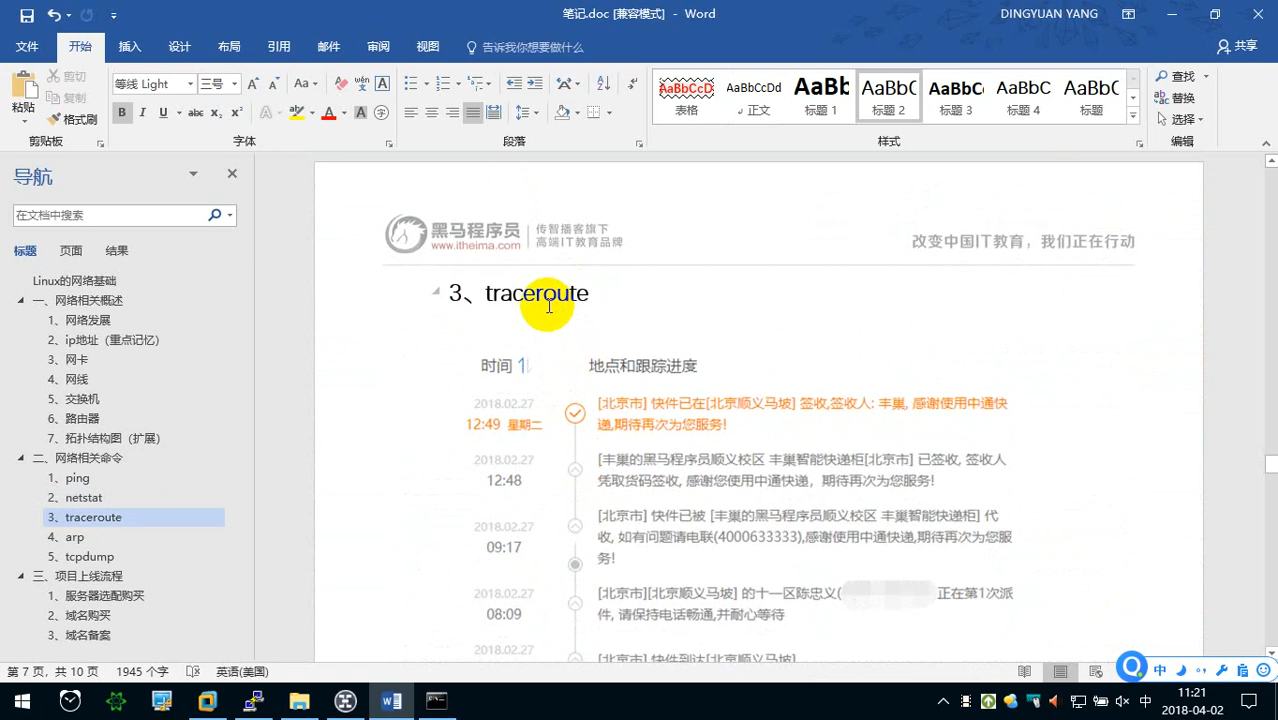 笔记.doc [兼容模式] - Word
DINGYUAN YANG
文件 开始 插入 设计 布局 引用 邮件 审阅 视图 告诉我你想要做什么 共享
粘贴 剪切 复制 格式刷 剪贴板
等线 Light 三号 字体
段落
AaBbCcD 表格
AaBbCcDd 正文
AaBb 标题 1
AaBbC 标题 2
AaBbC 标题 3
AaBbC 标题 4
AaBbC 标题
样式
查找 替换 选择 编辑
导航
在文档中搜索
标题 页面 结果
Linux的网络基础
一、网络相关概述
1、网络发展
2、ip地址（重点记忆）
3、网卡
4、网线
5、交换机
6、路由器
7、拓扑结构图（扩展）
二、网络相关命令
1、ping
2、netstat
3、traceroute
4、arp
5、tcpdump
三、项目上线流程
1、服务器选配购买
2、域名购买
3、域名备案
黑马程序员
www.itheima.com
传智播客旗下
高端IT教育品牌
改变中国IT教育，我们正在行动
3、traceroute
时间 地点和跟踪进度
2018.02.27
12:49 星期二
[北京市] 快件已在[北京顺义马坡] 签收,签收人: 丰巢, 感谢使用中通快
递,期待再次为您服务!
2018.02.27
12:48
[丰巢的黑马程序员顺义校区 丰巢智能快递柜[北京市] 已签收, 签收人
凭取货码签收, 感谢您使用中通快递，期待再次为您服务!
2018.02.27
09:17
[北京市] 快件已被 [丰巢的黑马程序员顺义校区 丰巢智能快递柜] 代
收, 如有问题请电联(4000633333),感谢使用中通快递,期待再次为您服
务!
2018.02.27
08:09
[北京市][北京顺义马坡] 的十一区陈忠义( 正在第1次派
件, 请保持电话畅通,并耐心等待
2018.02.27
[北京市] 快件到达[北京顺义马坡]
第 7 页，共 10 页 1945 个字 英语(美国)
中
中
11:21
2018-04-02